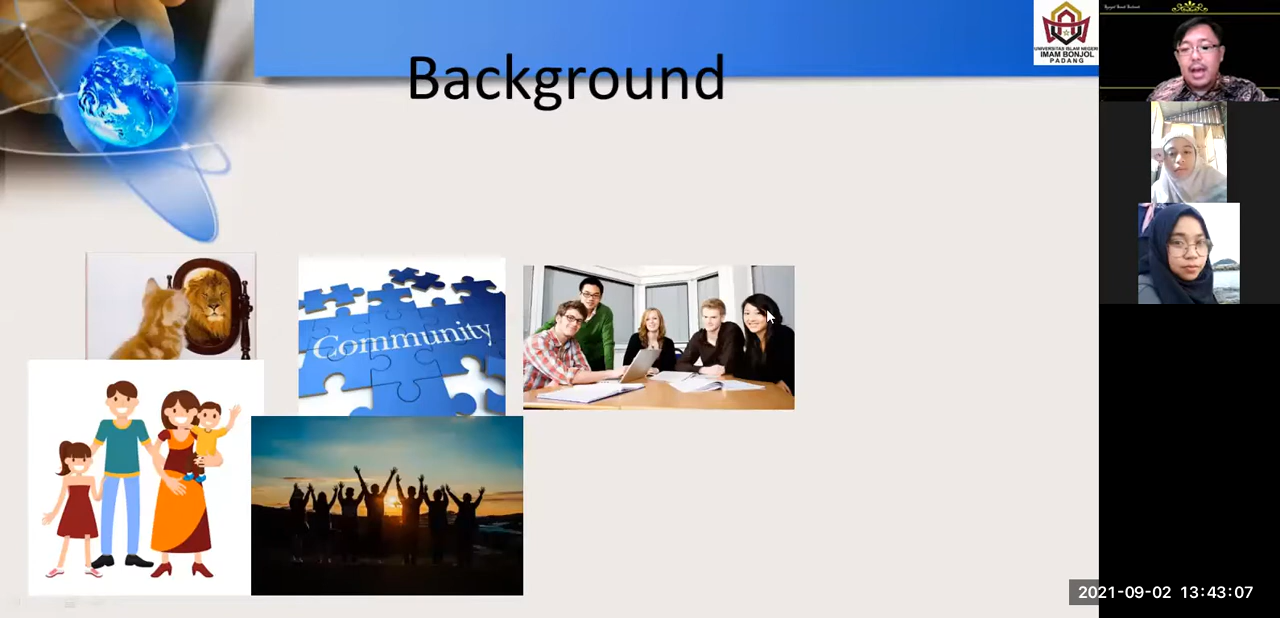 Background
UNIVERSITAS ISLAM NEGERI
IMAM BONJOL
PADANG
Community
2021-09-02 13:43:07